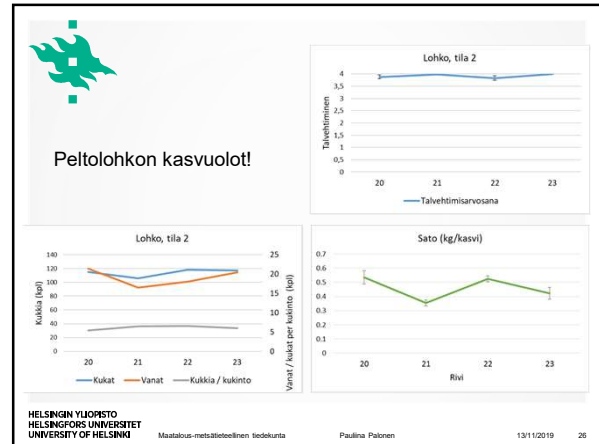 Peltolohkon kasvuolot!
Lohko, tila 2
Talvehtiminen
4
3,5
3
2,5
2
1,5
1
0,5
0
20 21 22 23
Talvehtimisarvosana
Lohko, tila 2
Kukkia (kpl)
140
120
100
80
60
40
20
0
25
20
15
10
5
0
Vanat / kukat per kukinto (kpl)
20 21 22 23
Kukat Vanat Kukkia / kukinto
Sato (kg/kasvi)
0.7
0.6
0.5
0.4
0.3
0.2
0.1
0
20 21 22 23
Rivi
HELSINGIN YLIOPISTO
HELSINGFORS UNIVERSITET
UNIVERSITY OF HELSINKI
Maatalous-metsätieteellinen tiedekunta Pauliina Palonen 13/11/2019 26